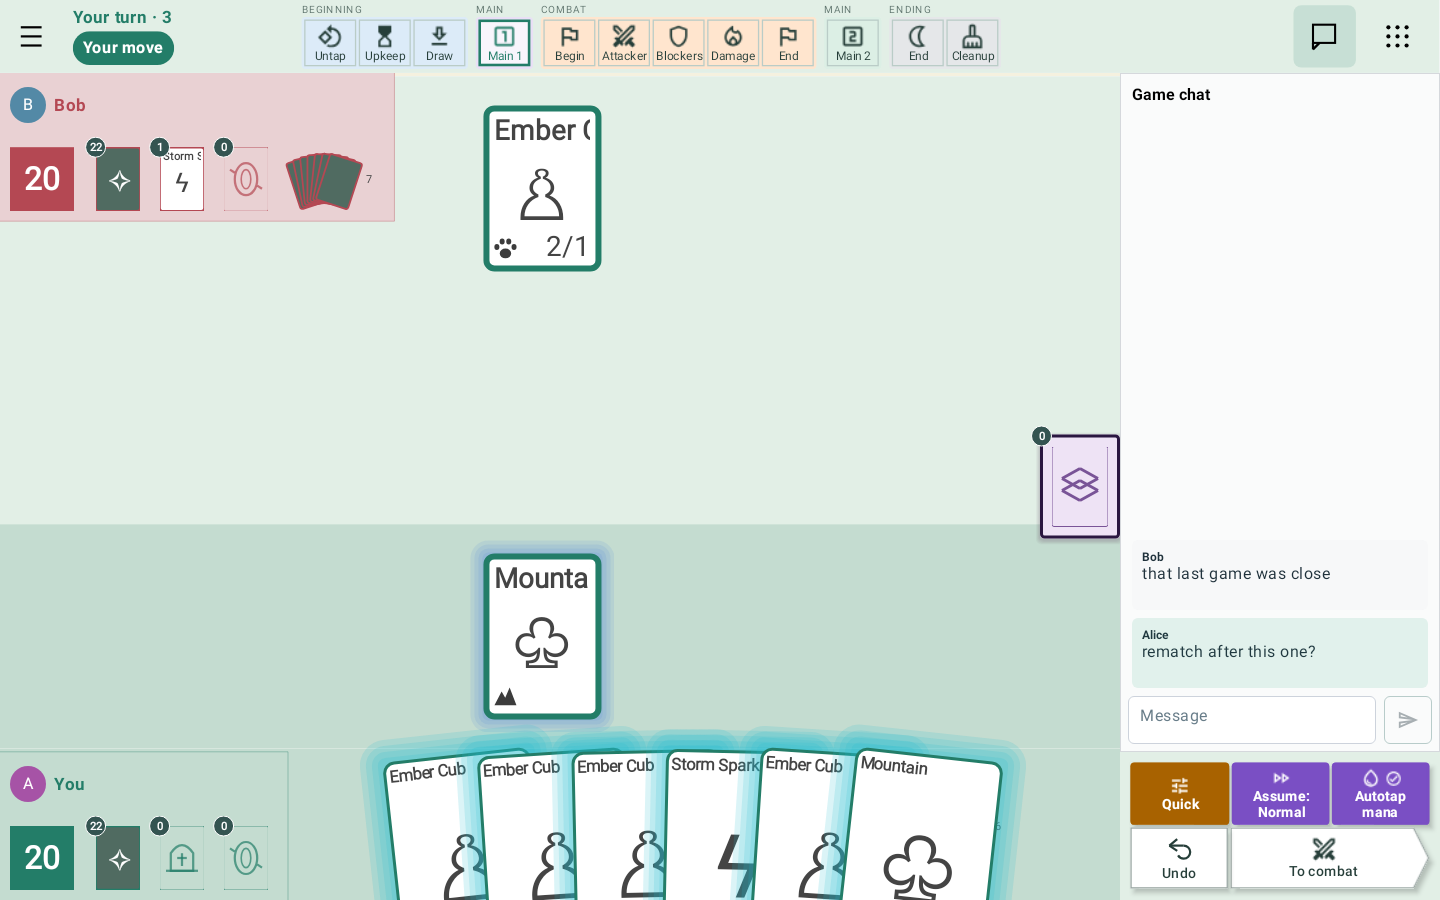 Your turn · 3
Your move
BEGINNING
MAIN
COMBAT
MAIN
ENDING
Untap
Upkeep
Draw
1
Main 1
Begin
Attacker
Blockers
Damage
End
2
Main 2
End
Cleanup
B
Bob
20
22
1
Storm S
0
7
Ember C
2/1
0
Mounta
Game chat
Bob
that last game was close
Alice
rematch after this one?
Message
A
You
20
22
0
0
Ember Cub
Ember Cub
Ember Cub
Storm Spark
Ember Cub
Mountain
Quick
Assume:
Normal
Autotap
mana
Undo
To combat